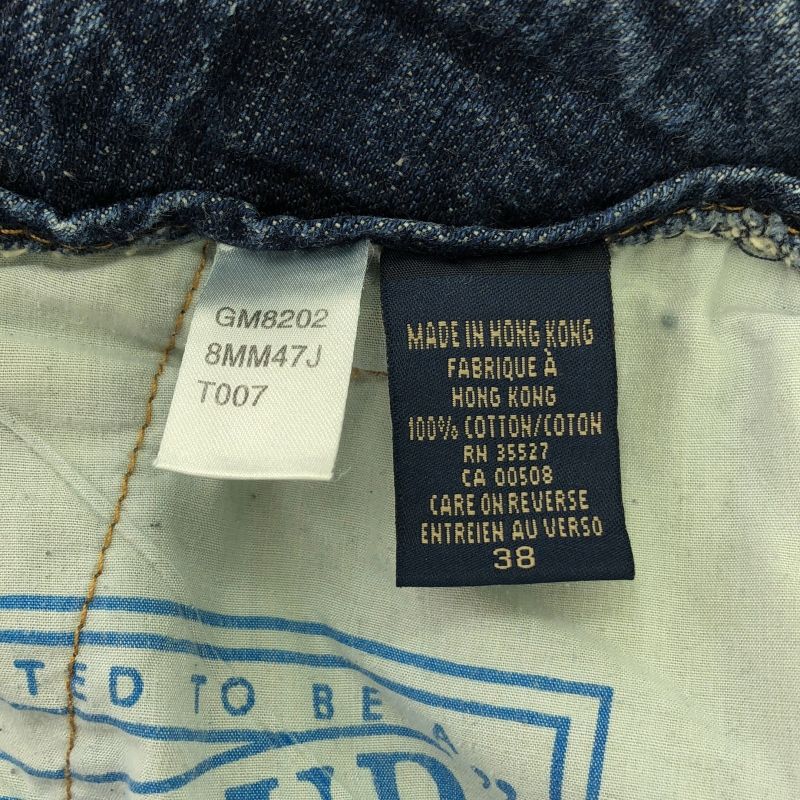 GM8202
8MM47J
T007
MADE IN HONG KONG
FABRIQUE À
HONG KONG
100% COTTON/COTON
RN 35527
CA 00508
CARE ON REVERSE
ENTREIEN AU VERSO
38
TED TO BE A
UD"